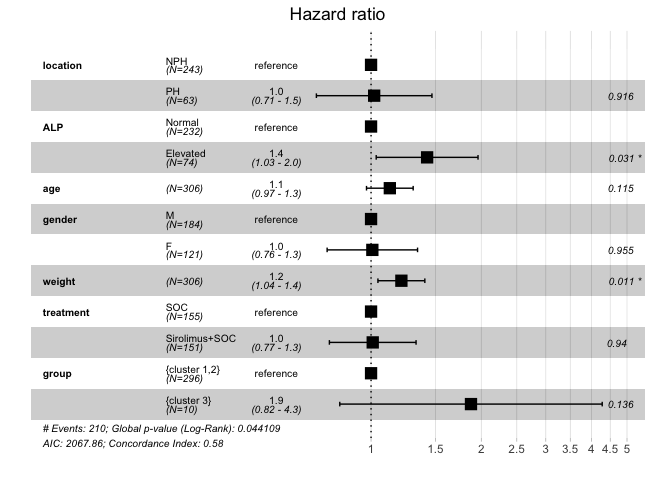 Hazard ratio
location NPH (N=243) reference
PH (N=63) 1.0 (0.71 - 1.5) 0.916
ALP Normal (N=232) reference
Elevated (N=74) 1.4 (1.03 - 2.0) 0.031 *
age (N=306) 1.1 (0.97 - 1.3) 0.115
gender M (N=184) reference
F (N=121) 1.0 (0.76 - 1.3) 0.955
weight (N=306) 1.2 (1.04 - 1.4) 0.011 *
treatment SOC (N=155) reference
Sirolimus+SOC (N=151) 1.0 (0.77 - 1.3) 0.94
group {cluster 1,2} (N=296) reference
{cluster 3} (N=10) 1.9 (0.82 - 4.3) 0.136
# Events: 210; Global p-value (Log-Rank): 0.044109
AIC: 2067.86; Concordance Index: 0.58
1 1.5 2 2.5 3 3.5 4 4.5 5